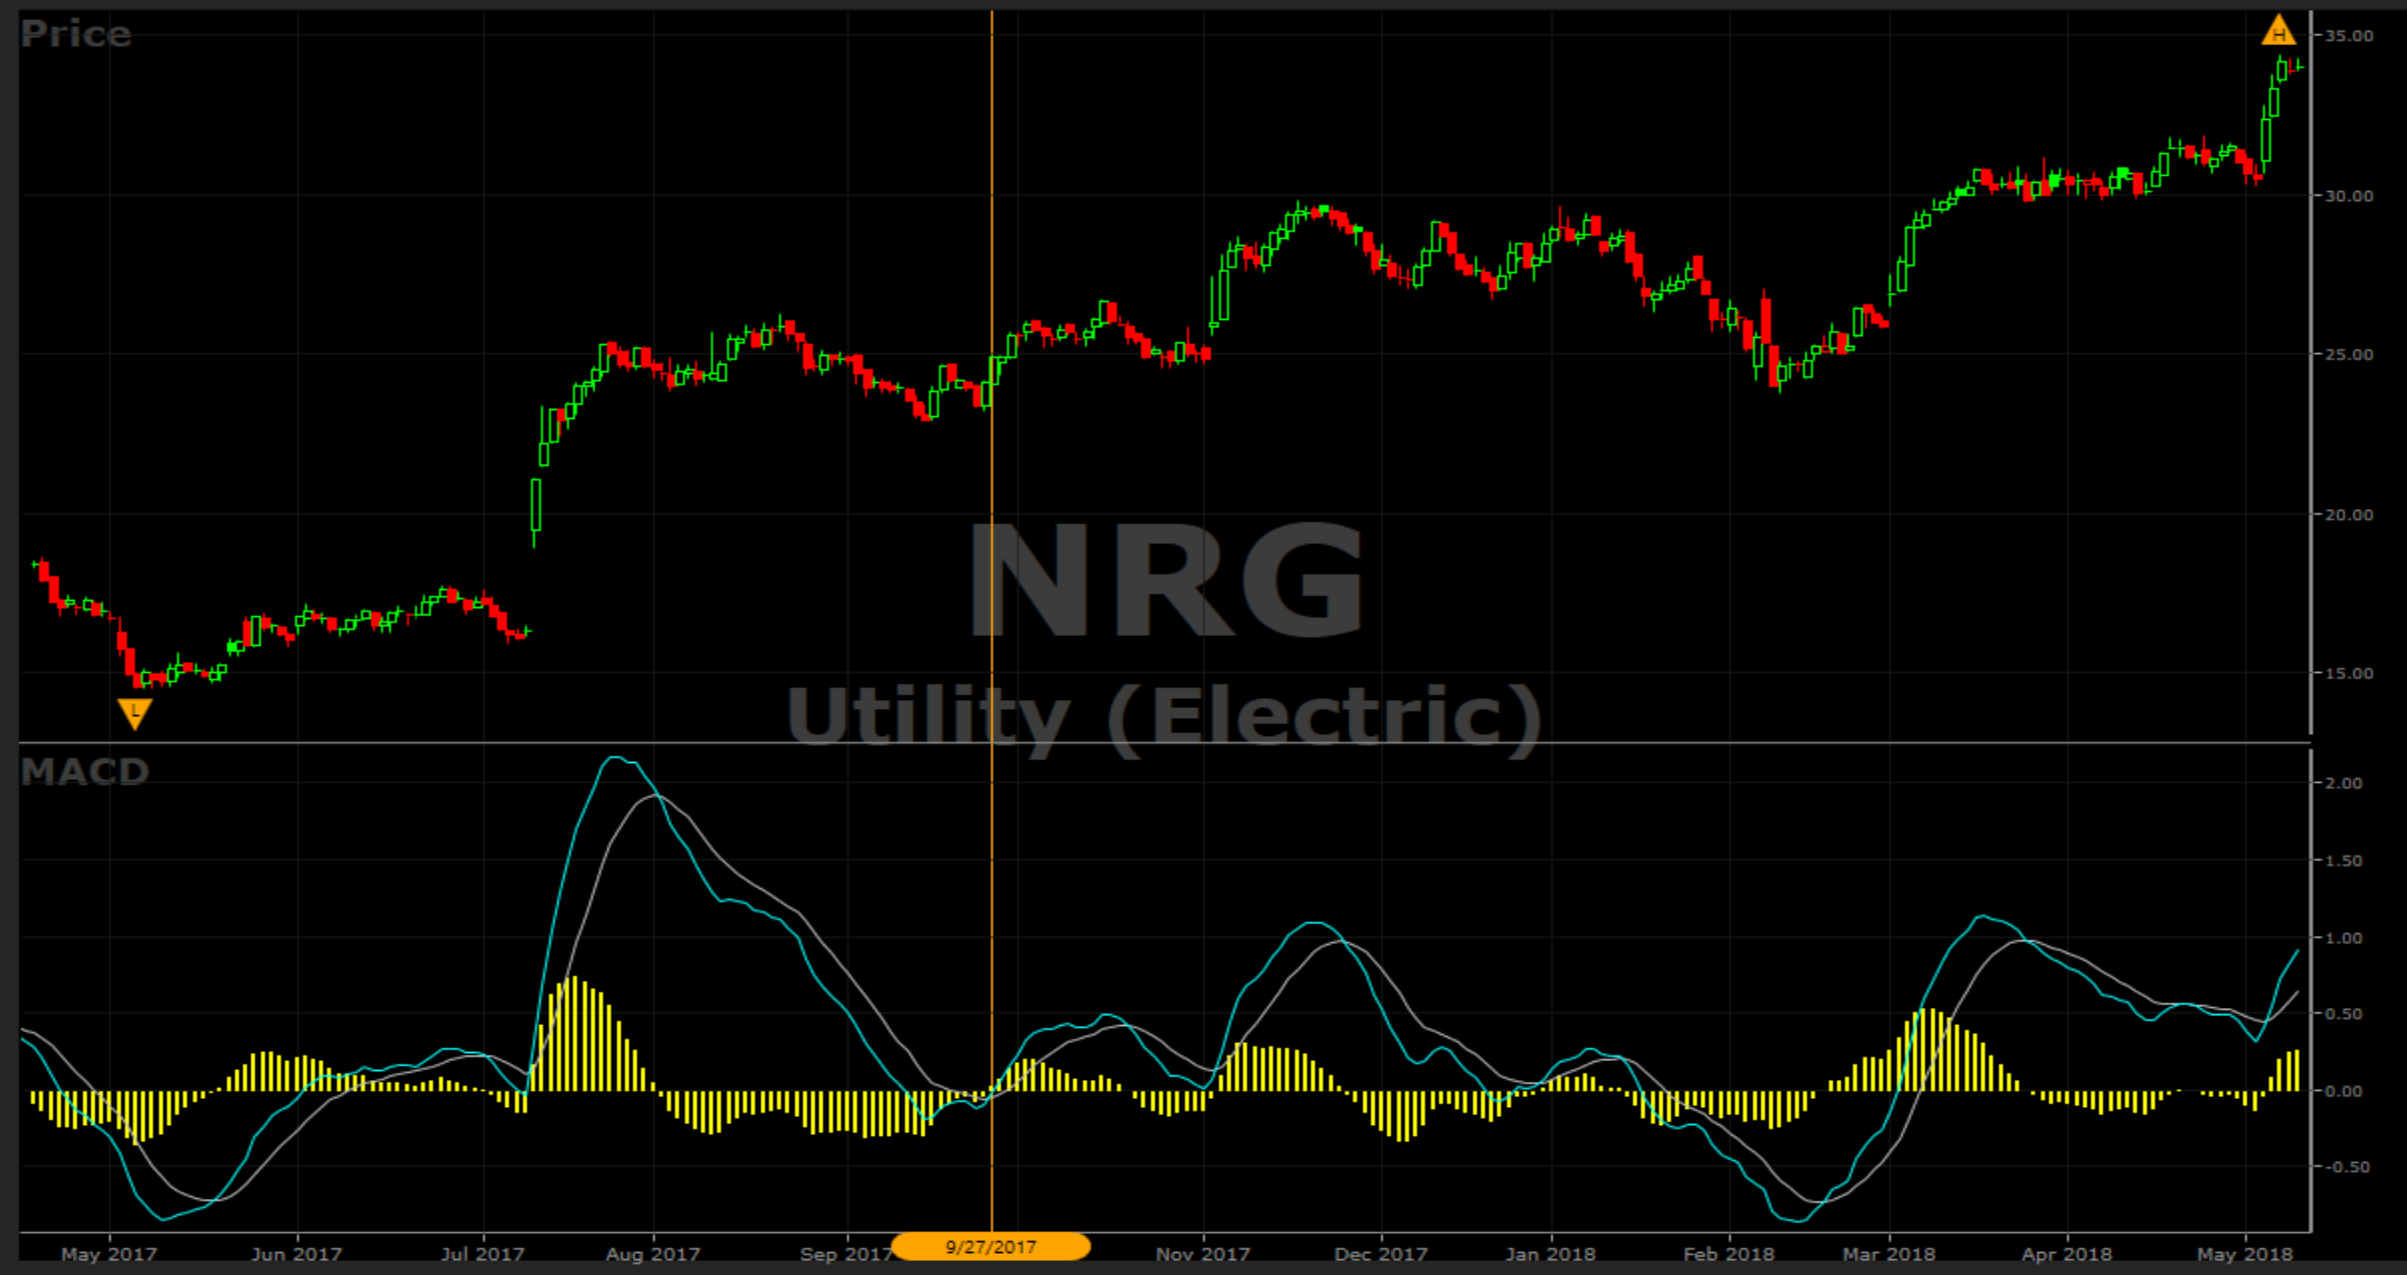 Price
H
35.00
30.00
25.00
20.00
15.00
NRG
Utility (Electric)
L
MACD
2.00
1.50
1.00
0.50
0.00
-0.50
May 2017 Jun 2017 Jul 2017 Aug 2017 Sep 2017 9/27/2017 Nov 2017 Dec 2017 Jan 2018 Feb 2018 Mar 2018 Apr 2018 May 2018